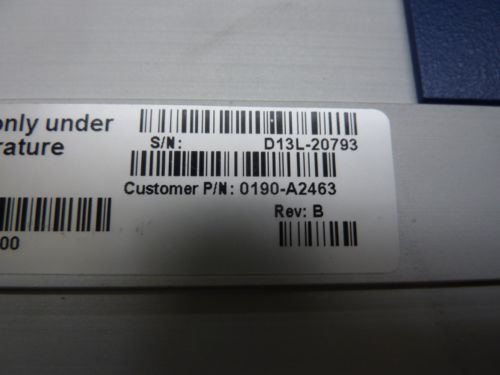 only under
rature
S/N: D13L-20793
Customer P/N: 0190-A2463
Rev: B
00